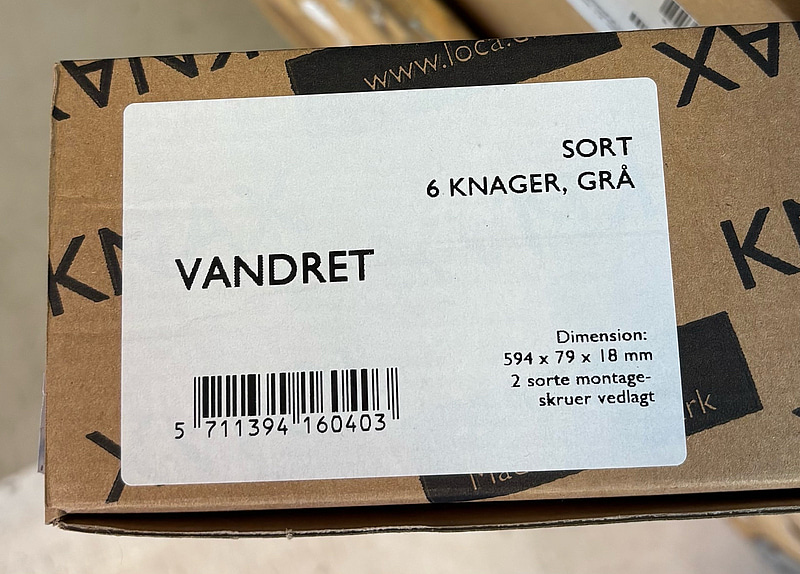 www.loca.
SORT
6 KNAGER, GRÅ
VANDRET
Dimension:
594 x 79 x 18 mm
2 sorte montage-
skruer vedlagt
5 711394 160403